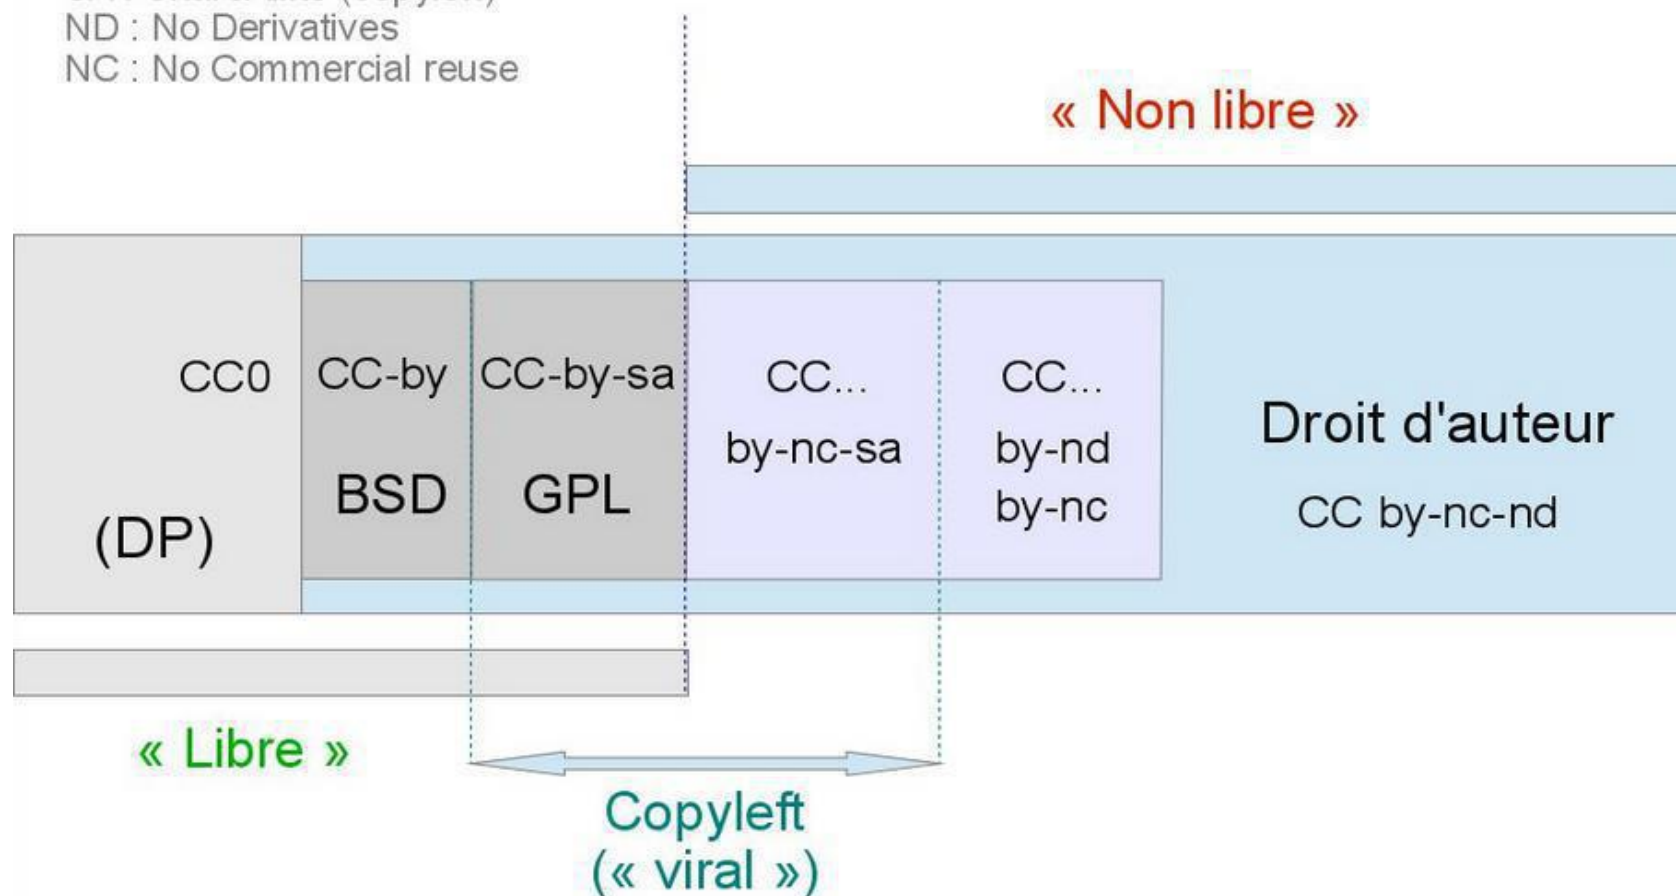 ND : No Derivatives
NC : No Commercial reuse
« Non libre »
CC0
(DP)
CC-by
BSD
CC-by-sa
GPL
CC...
by-nc-sa
CC...
by-nd
by-nc
Droit d'auteur
CC by-nc-nd
« Libre »
Copyleft
(« viral »)